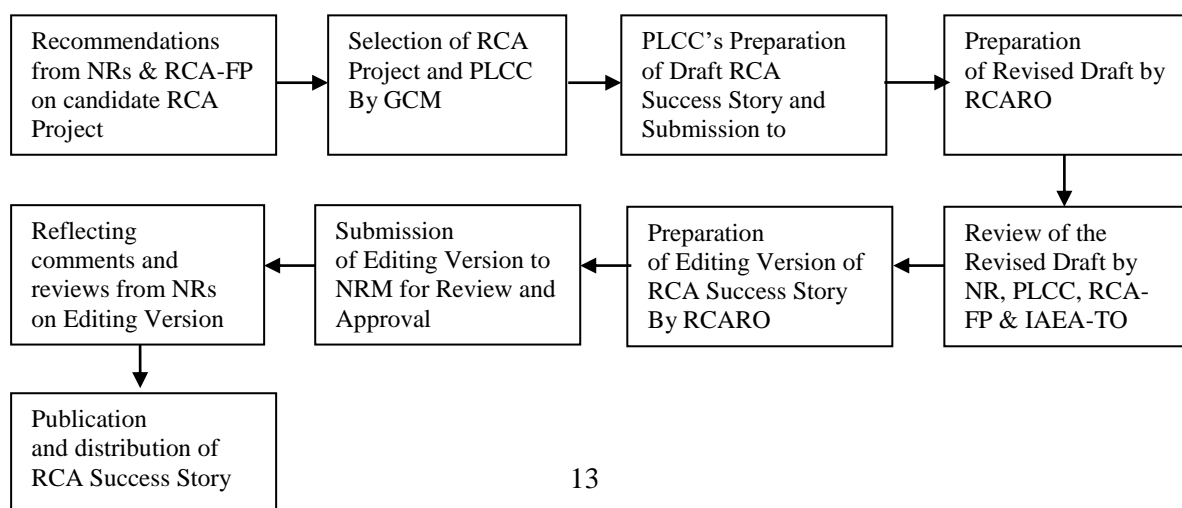 Recommendations
from NRs & RCA-FP
on candidate RCA
Project
Selection of RCA
Project and PLCC
By GCM
PLCC’s Preparation
of Draft RCA
Success Story and
Submission to
Preparation
of Revised Draft by
RCARO
Review of the
Revised Draft by
NR, PLCC, RCA-
FP & IAEA-TO
Preparation
of Editing Version of
RCA Success Story
By RCARO
Submission
of Editing Version to
NRM for Review and
Approval
Reflecting
comments and
reviews from NRs
on Editing Version
Publication
and distribution of
RCA Success Story
13